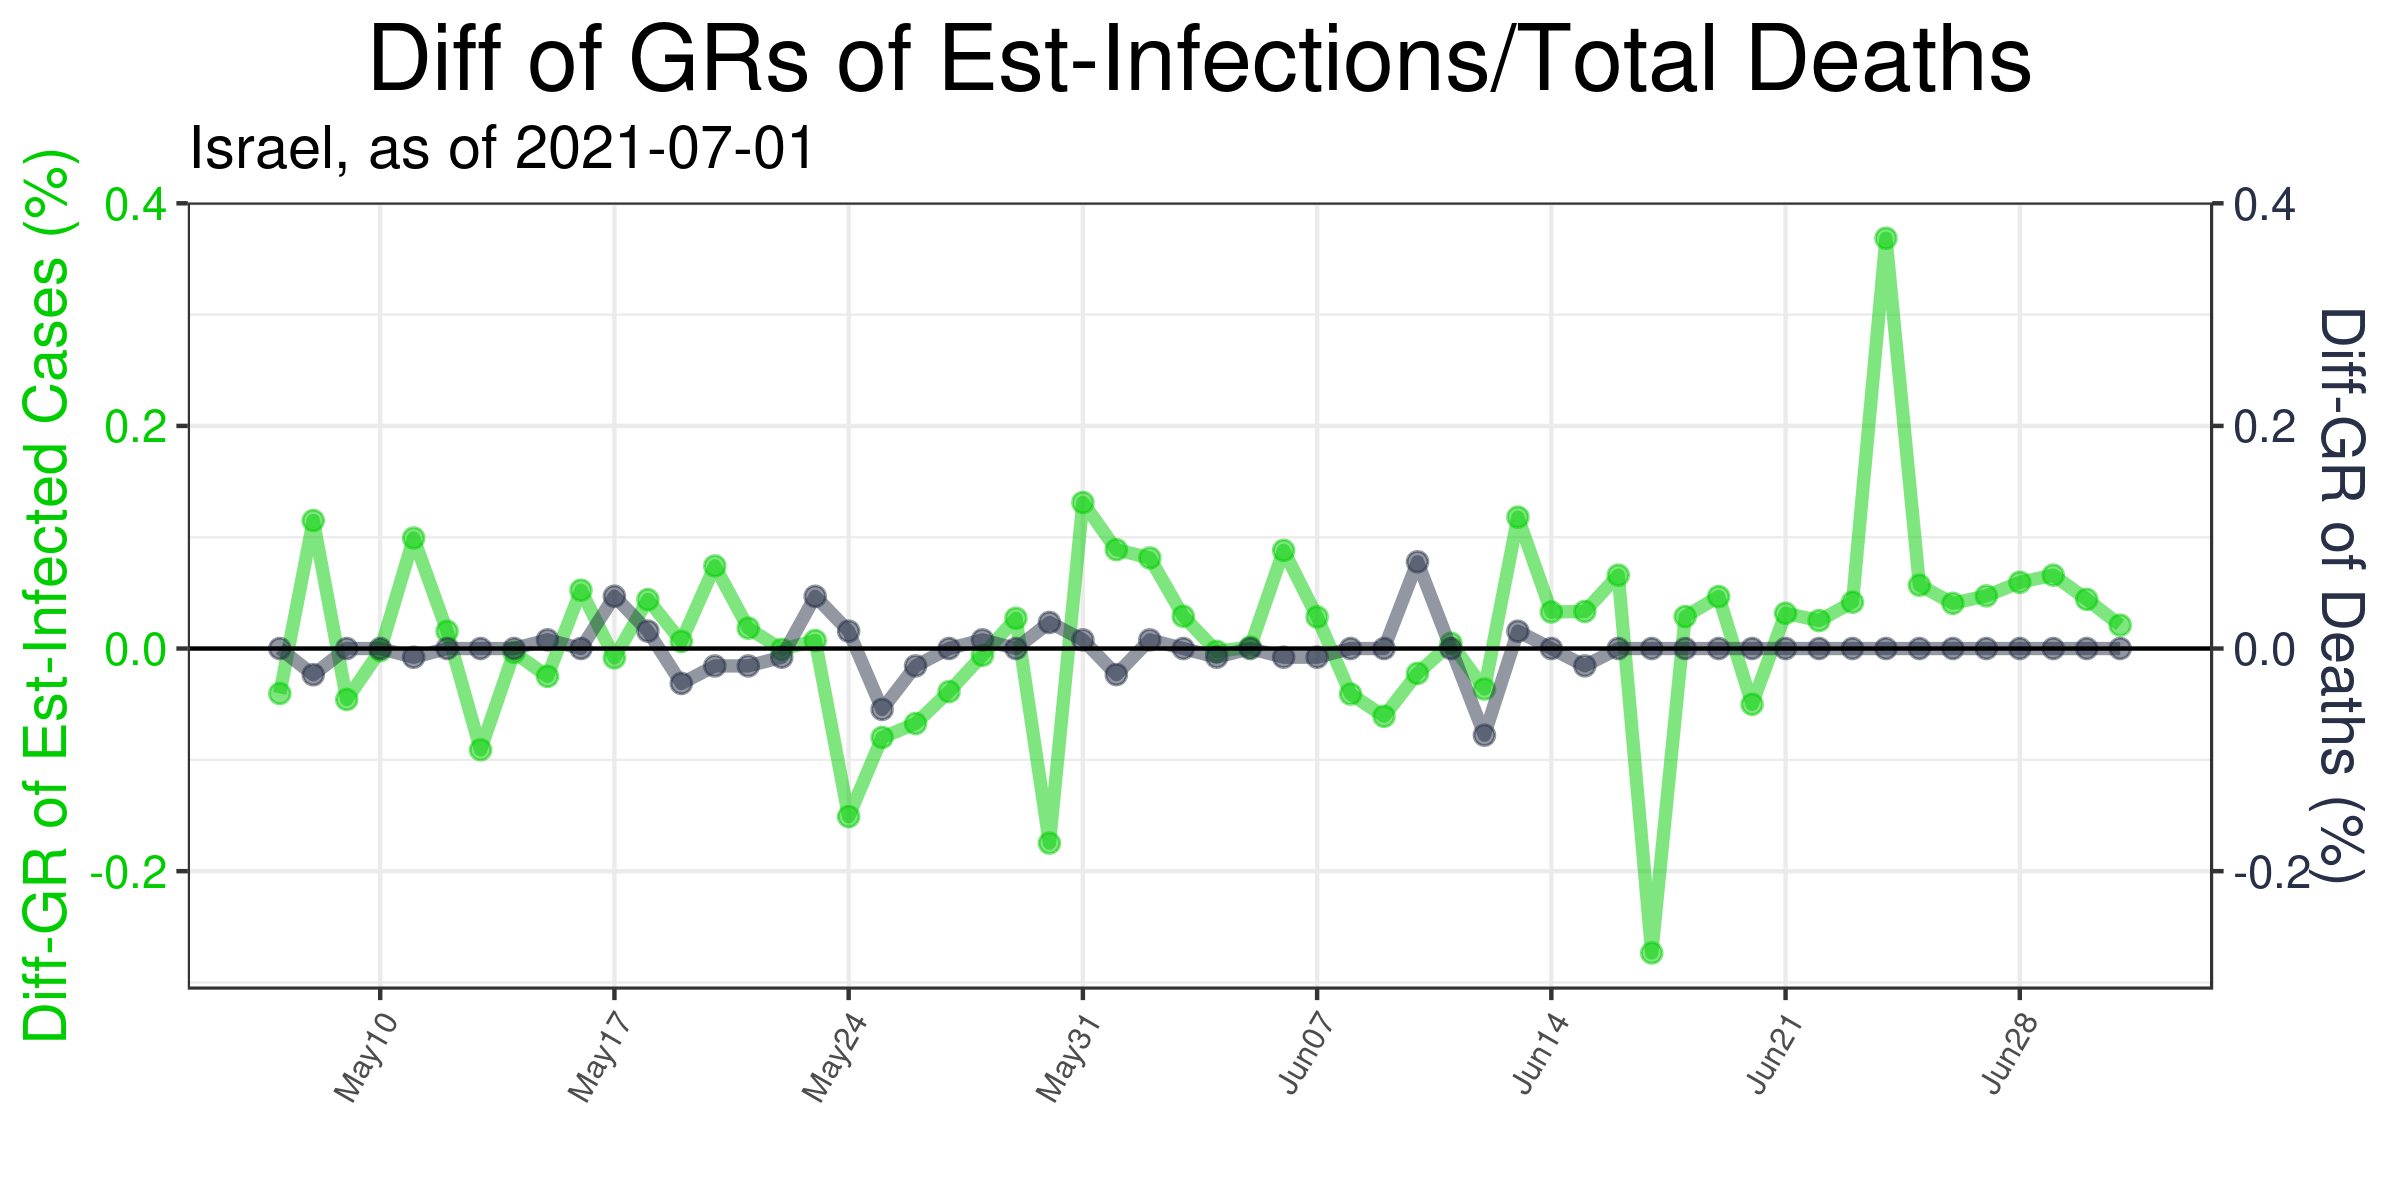 Diff of GRs of Est-Infections/Total Deaths
Israel, as of 2021-07-01
Diff-GR of Est-Infected Cases (%)
0.4
0.2
0.0
-0.2
0.4
0.2
0.0
-0.2
Diff-GR of Deaths (%)
May10
May17
May24
May31
Jun07
Jun14
Jun21
Jun28